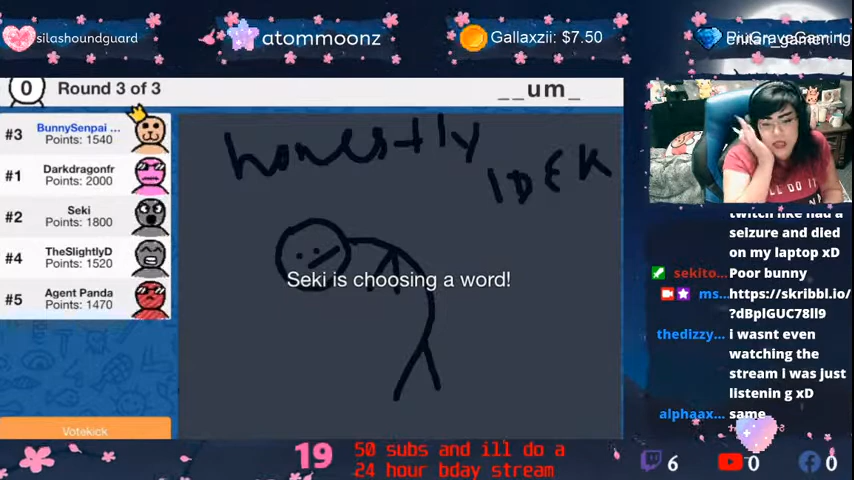 silashoundguard
atommoonz
Gallaxzii: $7.50
0
Round 3 of 3
__um_
#3
BunnySenpai ...
Points: 1540
#1
Darkdragonfr
Points: 2000
#2
Seki
Points: 1800
#4
TheSlightlyD
Points: 1520
#5
Agent Panda
Points: 1470
Votekick
honestly
IDEK
Seki is choosing a word!
twitch like had a
seizure and died
on my laptop xD
sekito... Poor bunny
ms... https://skribbl.io/
thedizzy... i wasnt even
watching the
stream I was just
listenin g xD
alphaax... same
19
50 subs and ill do a
24 hour bday stream
6
0
0